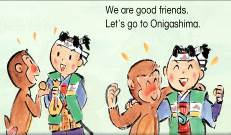 We are good friends.
Let's go to Onigashima.